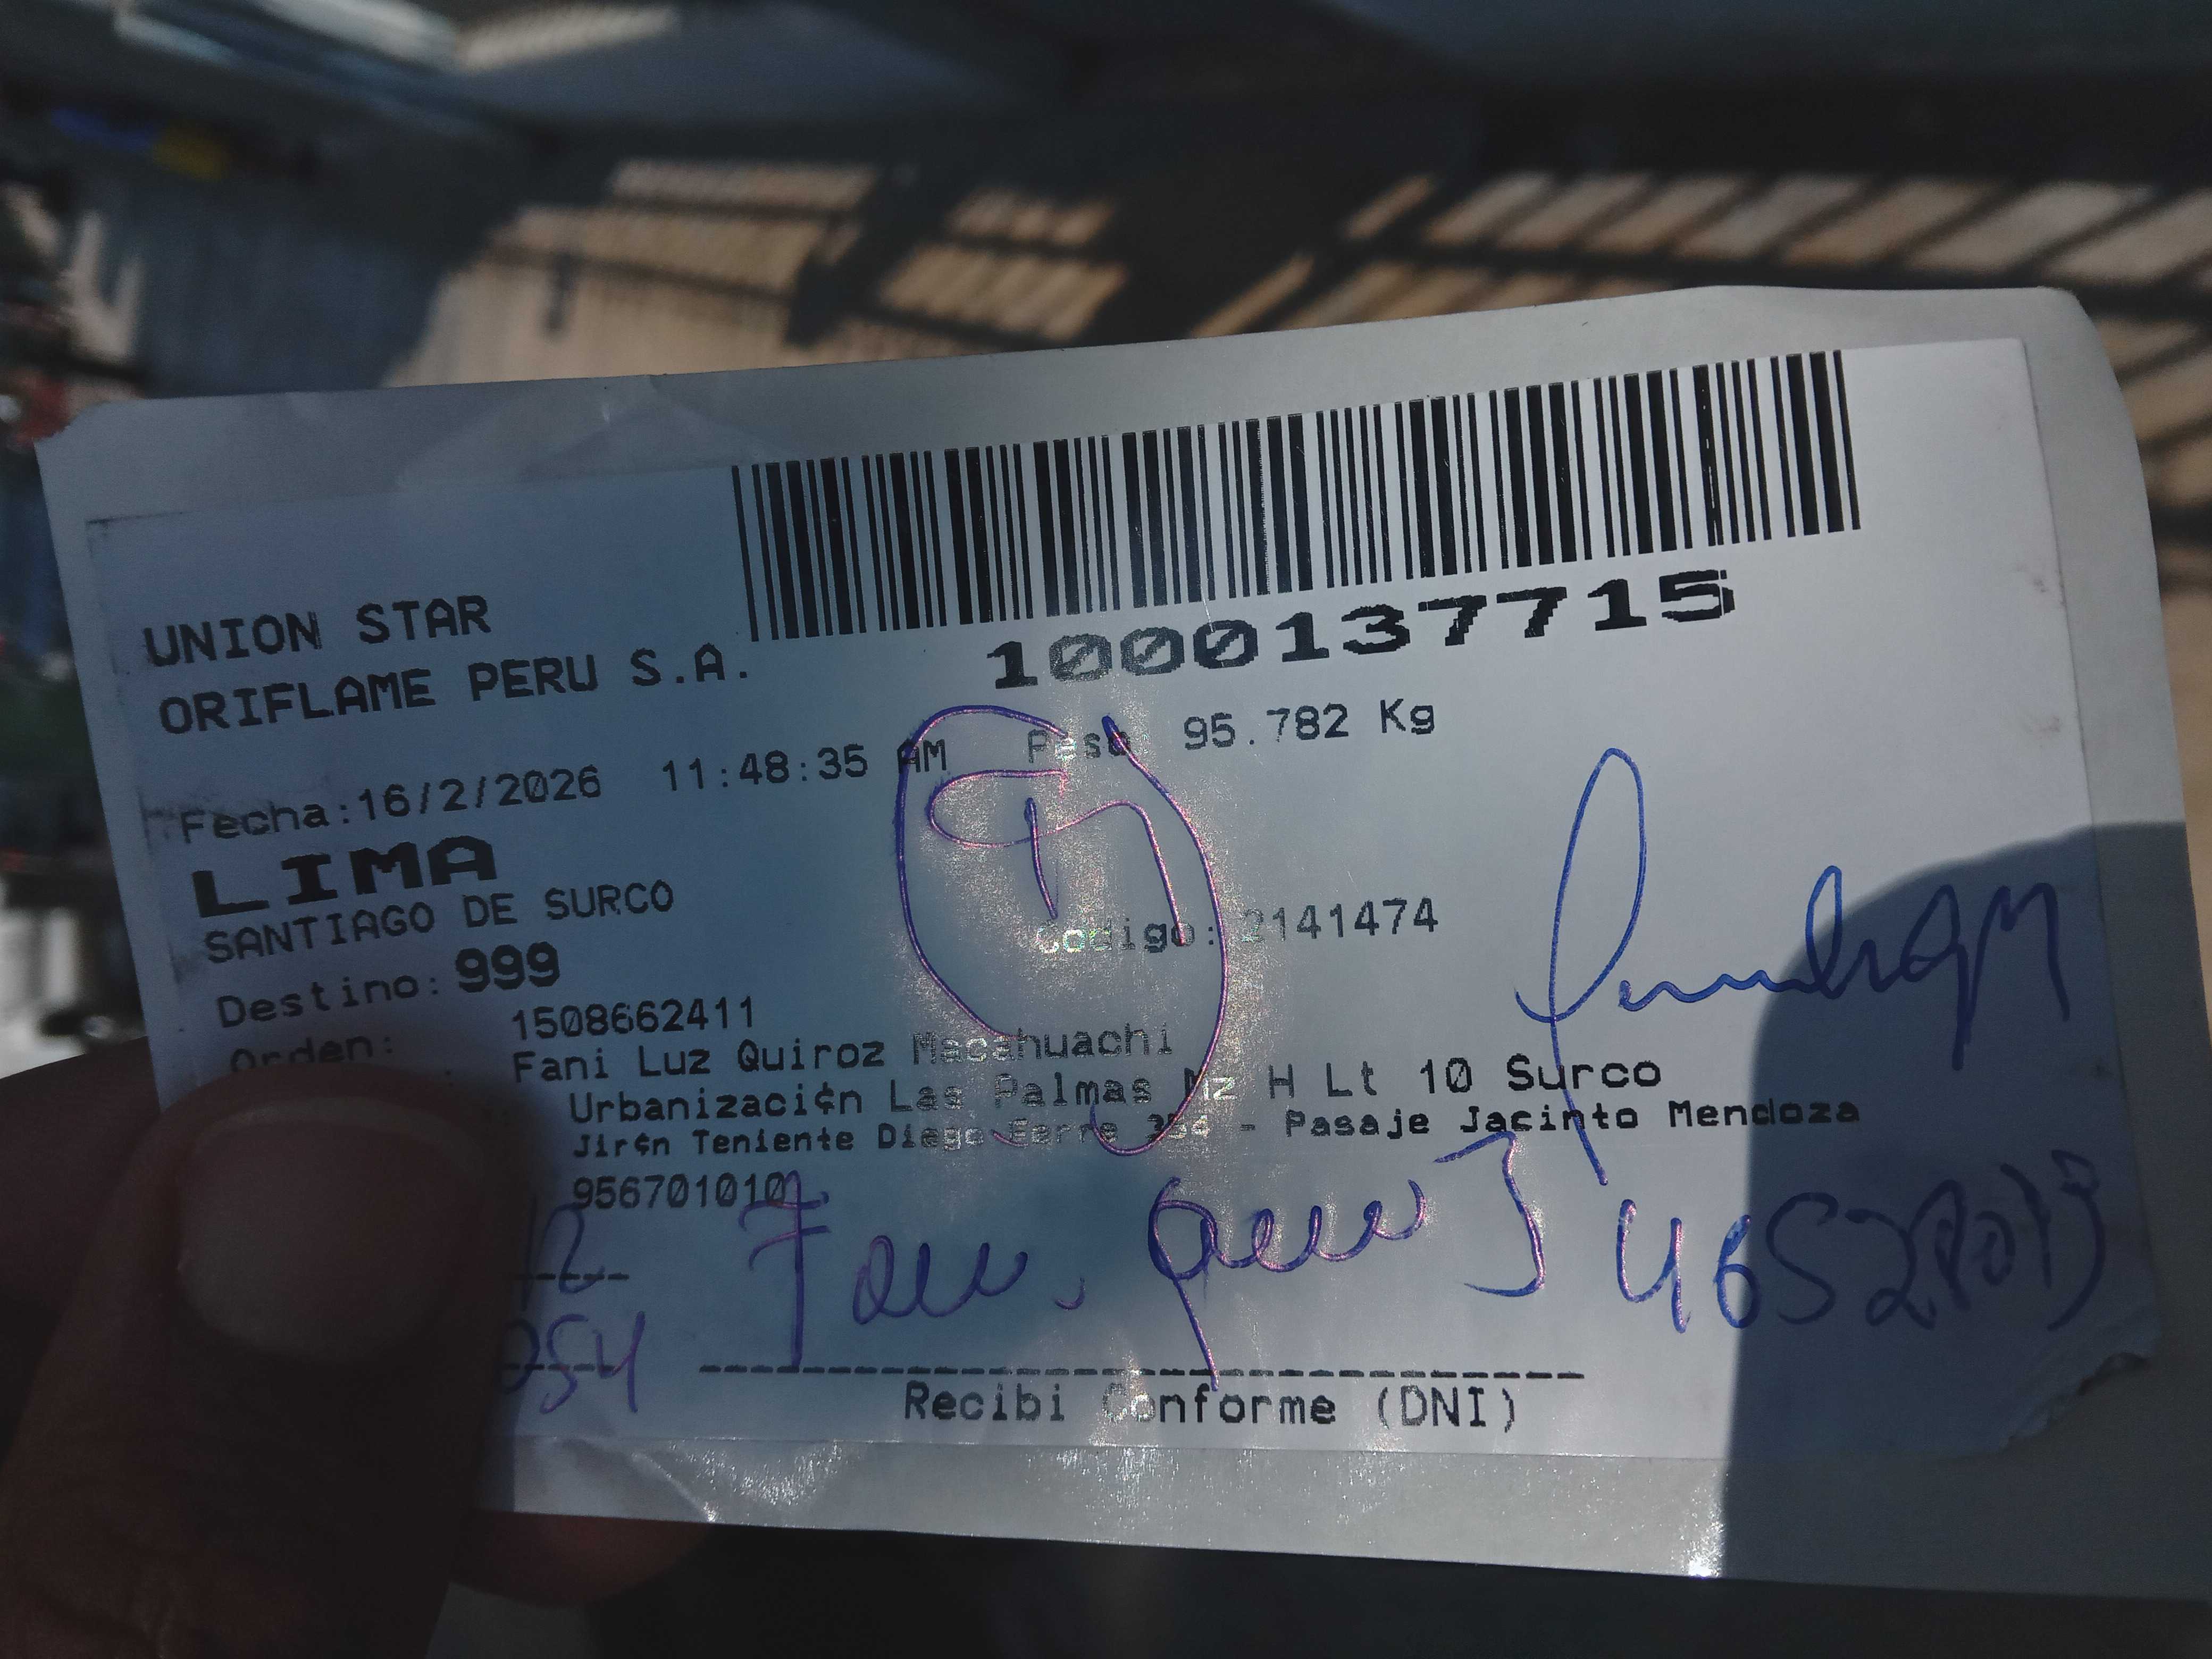 UNION STAR
ORIFLAME PERU S.A.
1000137715
Fecha:16/2/2026 11:48:35 AM Peso 95.782 Kg
LIMA
SANTIAGO DE SURCO
Destino: 999
Codigo: 2141474
Orden: 1508662411
Fani Luz Quiroz Macahuachi
Urbanizaci¢n Las Palmas Mz H Lt 10 Surco
Jir¢n Teniente Diego Ferre - Pasaje Jacinto Mendoza
956701010
254
Recibi Conforme (DNI)